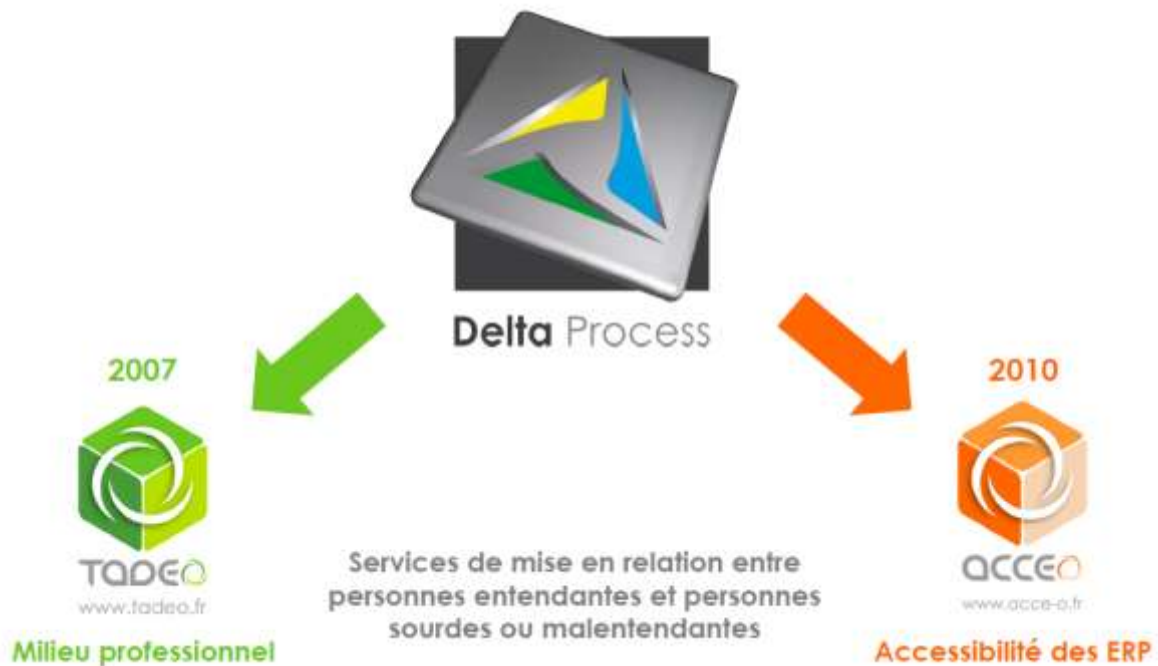 Delta Process
2007
TADEO
www.tadeo.fr
Milieu professionnel
Services de mise en relation entre
personnes entendantes et personnes
sourdes ou malentendantes
2010
ACCEO
www.acce-o.fr
Accessibilité des ERP